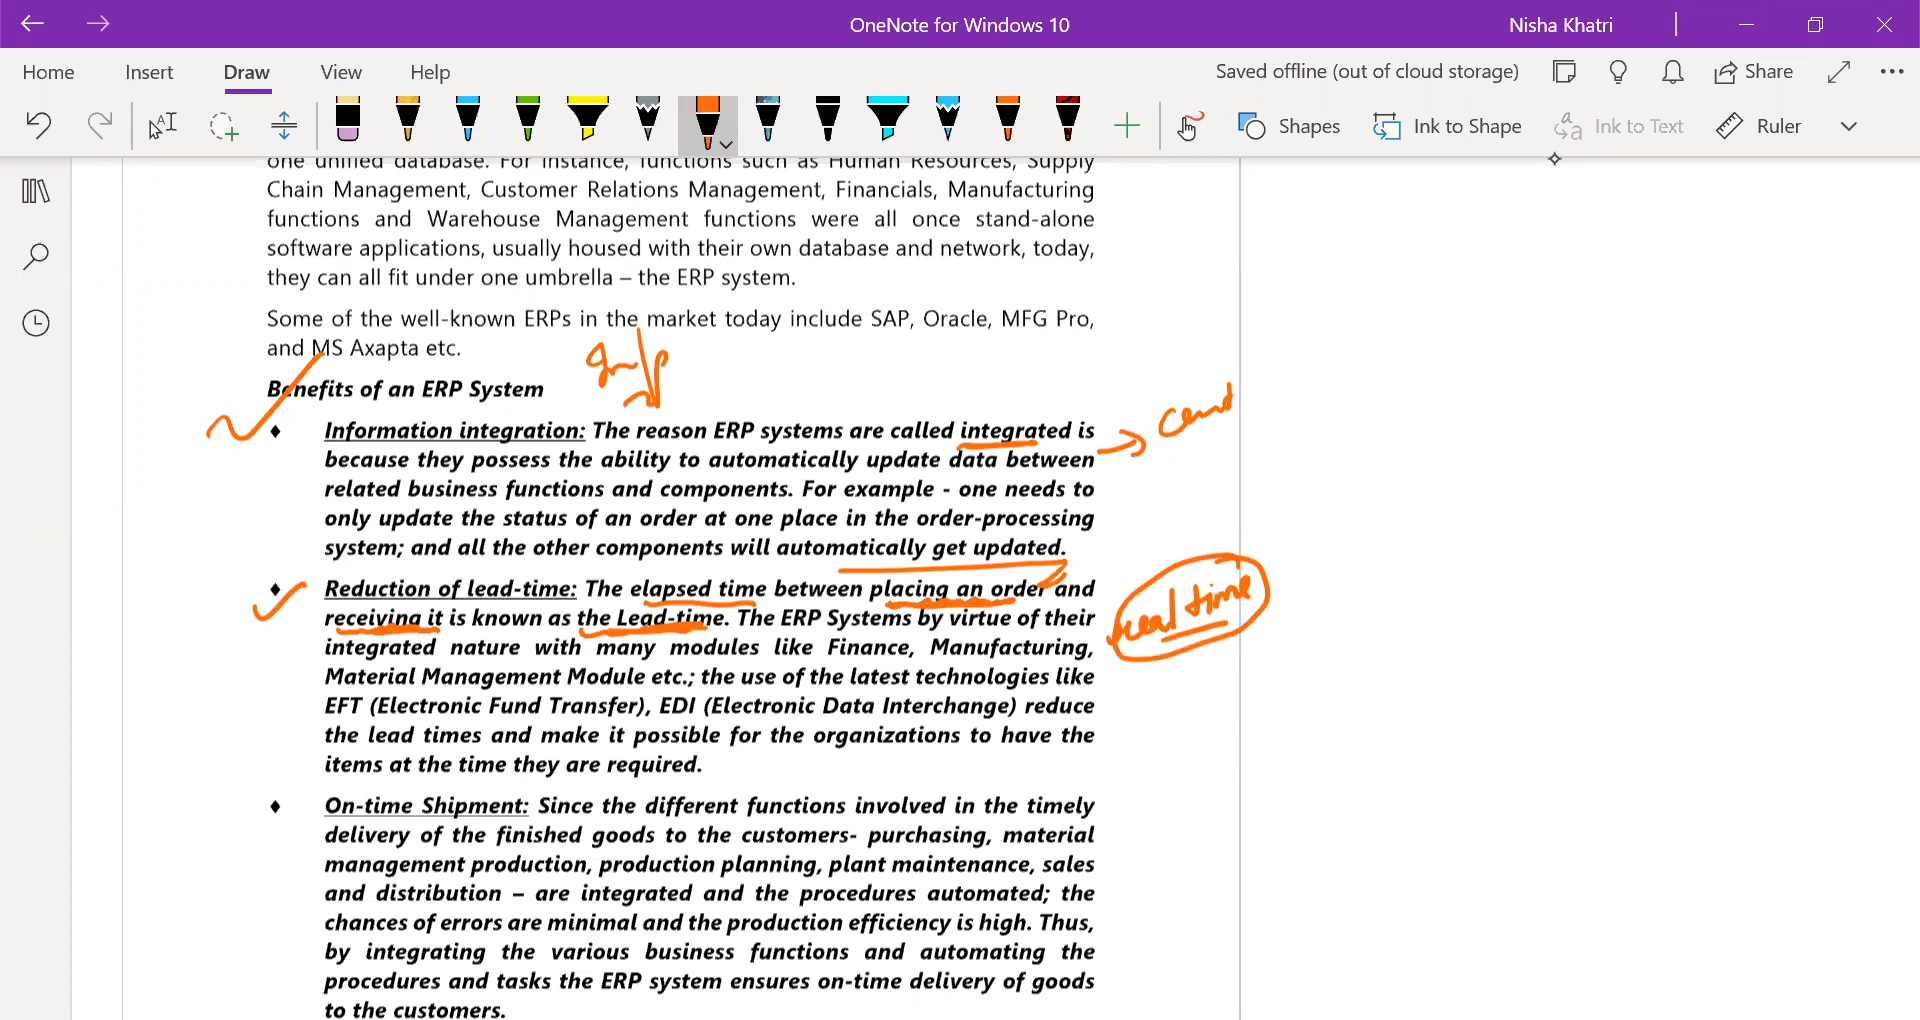 OneNote for Windows 10
Nisha Khatri
Home Insert Draw View Help
Saved offline (out of cloud storage) Share
Shapes Ink to Shape Ink to Text Ruler
one unified database. For instance, functions such as Human Resources, Supply
Chain Management, Customer Relations Management, Financials, Manufacturing
functions and Warehouse Management functions were all once stand-alone
software applications, usually housed with their own database and network, today,
they can all fit under one umbrella – the ERP system.
Some of the well-known ERPs in the market today include SAP, Oracle, MFG Pro,
and MS Axapta etc.
Benefits of an ERP System
♦ Information integration: The reason ERP systems are called integrated is
because they possess the ability to automatically update data between
related business functions and components. For example - one needs to
only update the status of an order at one place in the order-processing
system; and all the other components will automatically get updated.
♦ Reduction of lead-time: The elapsed time between placing an order and
receiving it is known as the Lead-time. The ERP Systems by virtue of their
integrated nature with many modules like Finance, Manufacturing,
Material Management Module etc.; the use of the latest technologies like
EFT (Electronic Fund Transfer), EDI (Electronic Data Interchange) reduce
the lead times and make it possible for the organizations to have the
items at the time they are required.
real time
♦ On-time Shipment: Since the different functions involved in the timely
delivery of the finished goods to the customers- purchasing, material
management production, production planning, plant maintenance, sales
and distribution – are integrated and the procedures automated; the
chances of errors are minimal and the production efficiency is high. Thus,
by integrating the various business functions and automating the
procedures and tasks the ERP system ensures on-time delivery of goods
to the customers.